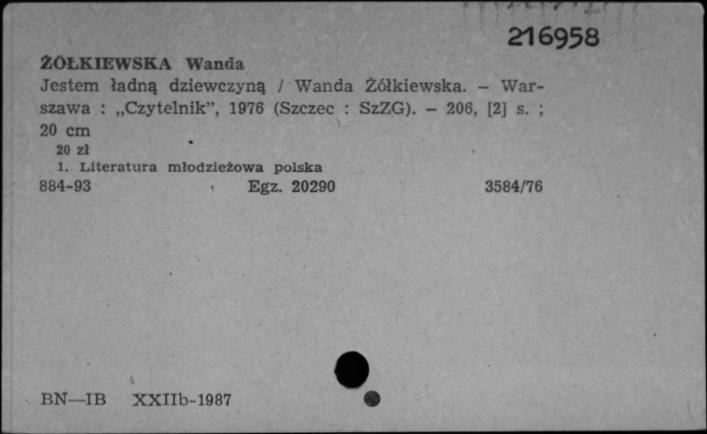 216958
ŻÓŁKIEWSKA Wanda
Jestem ładną dziewczyną / Wanda Żółkiewska. — War-
szawa : „Czytelnik”, 1976 (Szczec : SzZG). — 206, [2] s. ;
20 cm
20 zł
1. Literatura młodzieżowa polska
884-93 Egz. 20290 3584/76
BN—IB XXIIb-1987